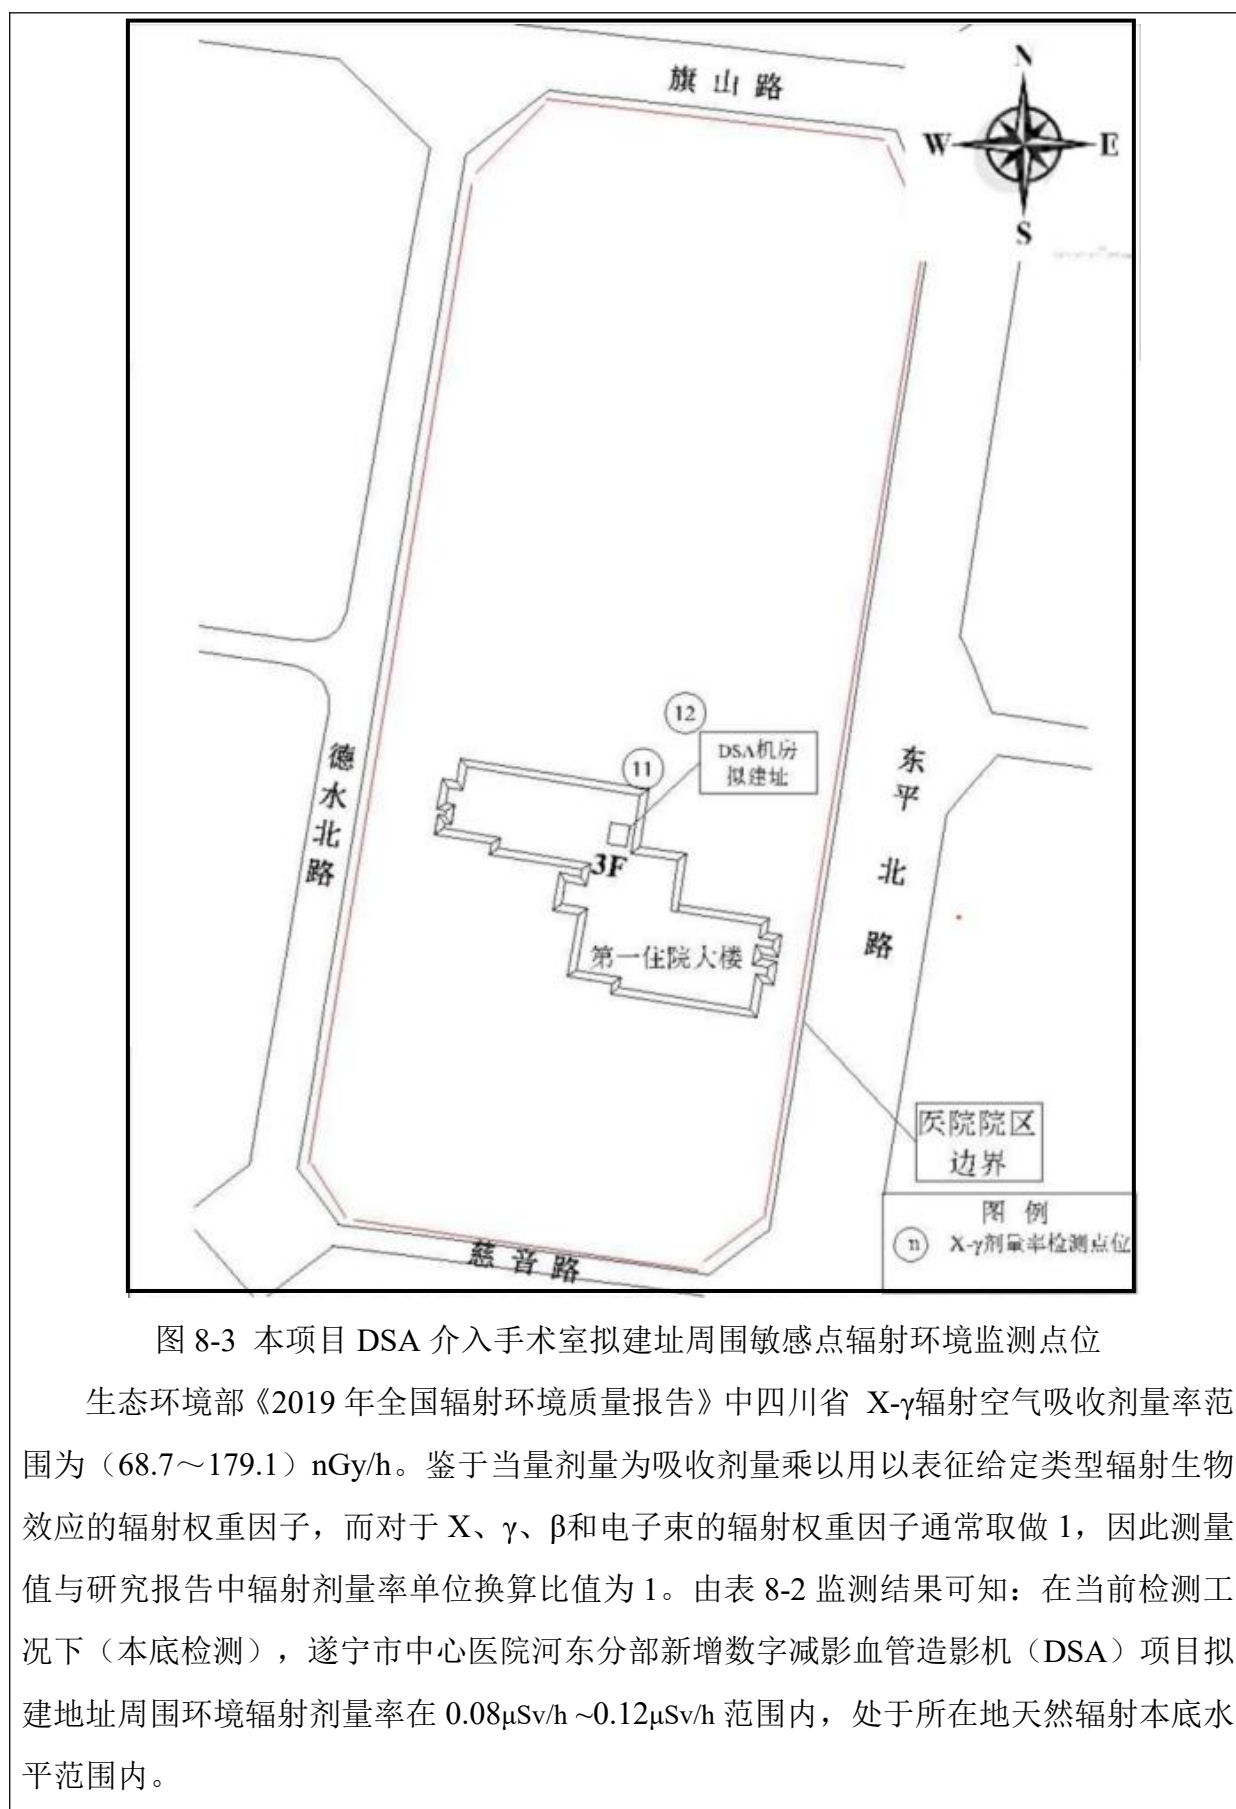 旗山路
N
W
E
S
12
DSA机房
拟建址
11
3F
第一住院大楼
德水北路
东平北路
医院院区
边界
图 例
n X-γ剂量率检测点位
慈音路
图 8-3 本项目 DSA 介入手术室拟建址周围敏感点辐射环境监测点位
生态环境部《2019 年全国辐射环境质量报告》中四川省 X-γ辐射空气吸收剂量率范
围为（68.7～179.1）nGy/h。鉴于当量剂量为吸收剂量乘以用以表征给定类型辐射生物
效应的辐射权重因子，而对于 X、γ、β和电子束的辐射权重因子通常取做 1，因此测量
值与研究报告中辐射剂量率单位换算比值为 1。由表 8-2 监测结果可知：在当前检测工
况下（本底检测），遂宁市中心医院河东分部新增数字减影血管造影机（DSA）项目拟
建地址周围环境辐射剂量率在 0.08μSv/h ~0.12μSv/h 范围内，处于所在地天然辐射本底水
平范围内。